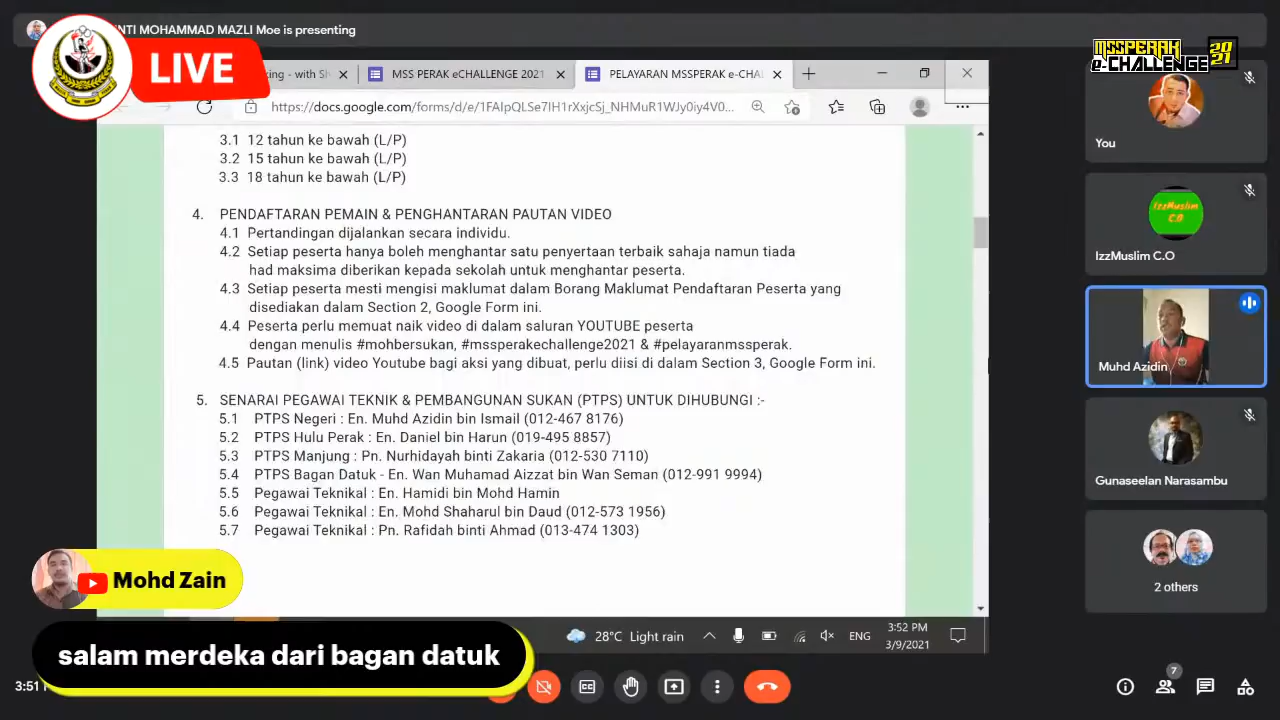 INTI MOHAMMAD MAZLI Moe is presenting
LIVE
MSSPERAK
e-CHALLENGE
2021
king - with Sh
MSS PERAK eCHALLENGE 2021
PELAYARAN MSSPERAK e-CHAL
https://docs.google.com/forms/d/e/1FAIpQLSe7IH1rXxjcSj_NHMuR1WJy0iy4V0...
3.1 12 tahun ke bawah (L/P)
3.2 15 tahun ke bawah (L/P)
3.3 18 tahun ke bawah (L/P)
4. PENDAFTARAN PEMAIN & PENGHANTARAN PAUTAN VIDEO
4.1 Pertandingan dijalankan secara individu.
4.2 Setiap peserta hanya boleh menghantar satu penyertaan terbaik sahaja namun tiada
had maksima diberikan kepada sekolah untuk menghantar peserta.
4.3 Setiap peserta mesti mengisi maklumat dalam Borang Maklumat Pendaftaran Peserta yang
disediakan dalam Section 2, Google Form ini.
4.4 Peserta perlu memuat naik video di dalam saluran YOUTUBE peserta
dengan menulis #mohbersukan, #mssperakechallenge2021 & #pelayaranmssperak.
4.5 Pautan (link) video Youtube bagi aksi yang dibuat, perlu diisi di dalam Section 3, Google Form ini.
5. SENARAI PEGAWAI TEKNIK & PEMBANGUNAN SUKAN (PTPS) UNTUK DIHUBUNGI :-
5.1 PTPS Negeri : En. Muhd Azidin bin Ismail (012-467 8176)
5.2 PTPS Hulu Perak : En. Daniel bin Harun (019-495 8857)
5.3 PTPS Manjung : Pn. Nurhidayah binti Zakaria (012-530 7110)
5.4 PTPS Bagan Datuk - En. Wan Muhamad Aizzat bin Wan Seman (012-991 9994)
5.5 Pegawai Teknikal : En. Hamidi bin Mohd Hamin
5.6 Pegawai Teknikal : En. Mohd Shaharul bin Daud (012-573 1956)
5.7 Pegawai Teknikal : Pn. Rafidah binti Ahmad (013-474 1303)
You
IzzMuslim C.O
IzzMuslim C.O
Muhd Azidin
Gunaseelan Narasambu
2 others
Mohd Zain
salam merdeka dari bagan datuk
28°C Light rain
ENG
3:52 PM
3/9/2021
3:51
7